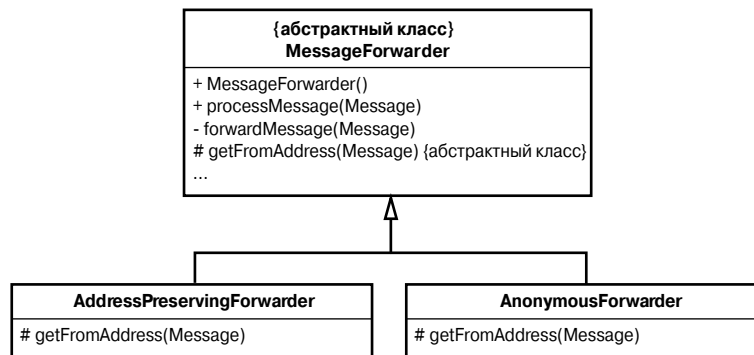 {абстрактный класс}
MessageForwarder
+ MessageForwarder()
+ processMessage(Message)
- forwardMessage(Message)
# getFromAddress(Message) {абстрактный класс}
...
AddressPreservingForwarder
# getFromAddress(Message)
AnonymousForwarder
# getFromAddress(Message)